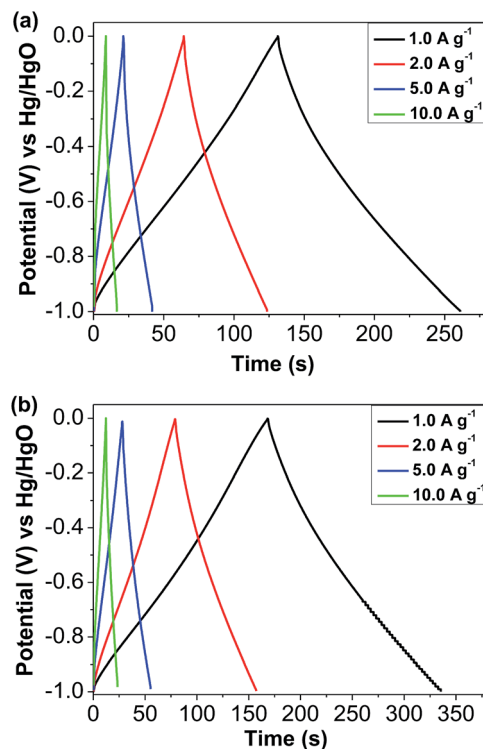 (a)
1.0 A g⁻¹
2.0 A g⁻¹
5.0 A g⁻¹
10.0 A g⁻¹
Potential (V) vs Hg/HgO
0.0
-0.2
-0.4
-0.6
-0.8
-1.0
0 50 100 150 200 250
Time (s)
(b)
1.0 A g⁻¹
2.0 A g⁻¹
5.0 A g⁻¹
10.0 A g⁻¹
Potential (V) vs Hg/HgO
0.0
-0.2
-0.4
-0.6
-0.8
-1.0
0 50 100 150 200 250 300 350
Time (s)